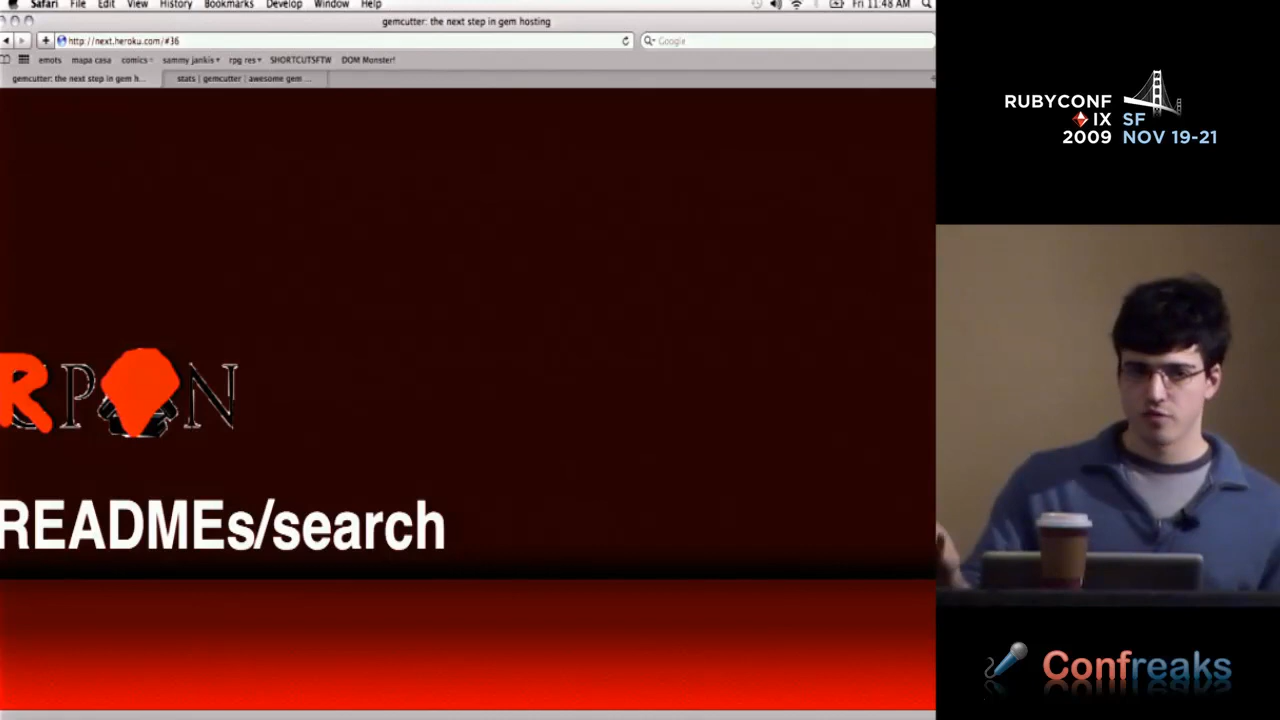 Safari File Edit View History Bookmarks Develop Window Help Fri 11:48 AM
gemcutter: the next step in gem hosting
http://next.heroku.com/#36
Google
emots mapa casa comics sammy jankis rpg res SHORTCUTSFTW DOM Monster!
gemcutter: the next step in gem h... stats | gemcutter | awesome gem ...
RUBYCONF
IX SF
2009 NOV 19-21
RPON
READMEs/search
Confreaks